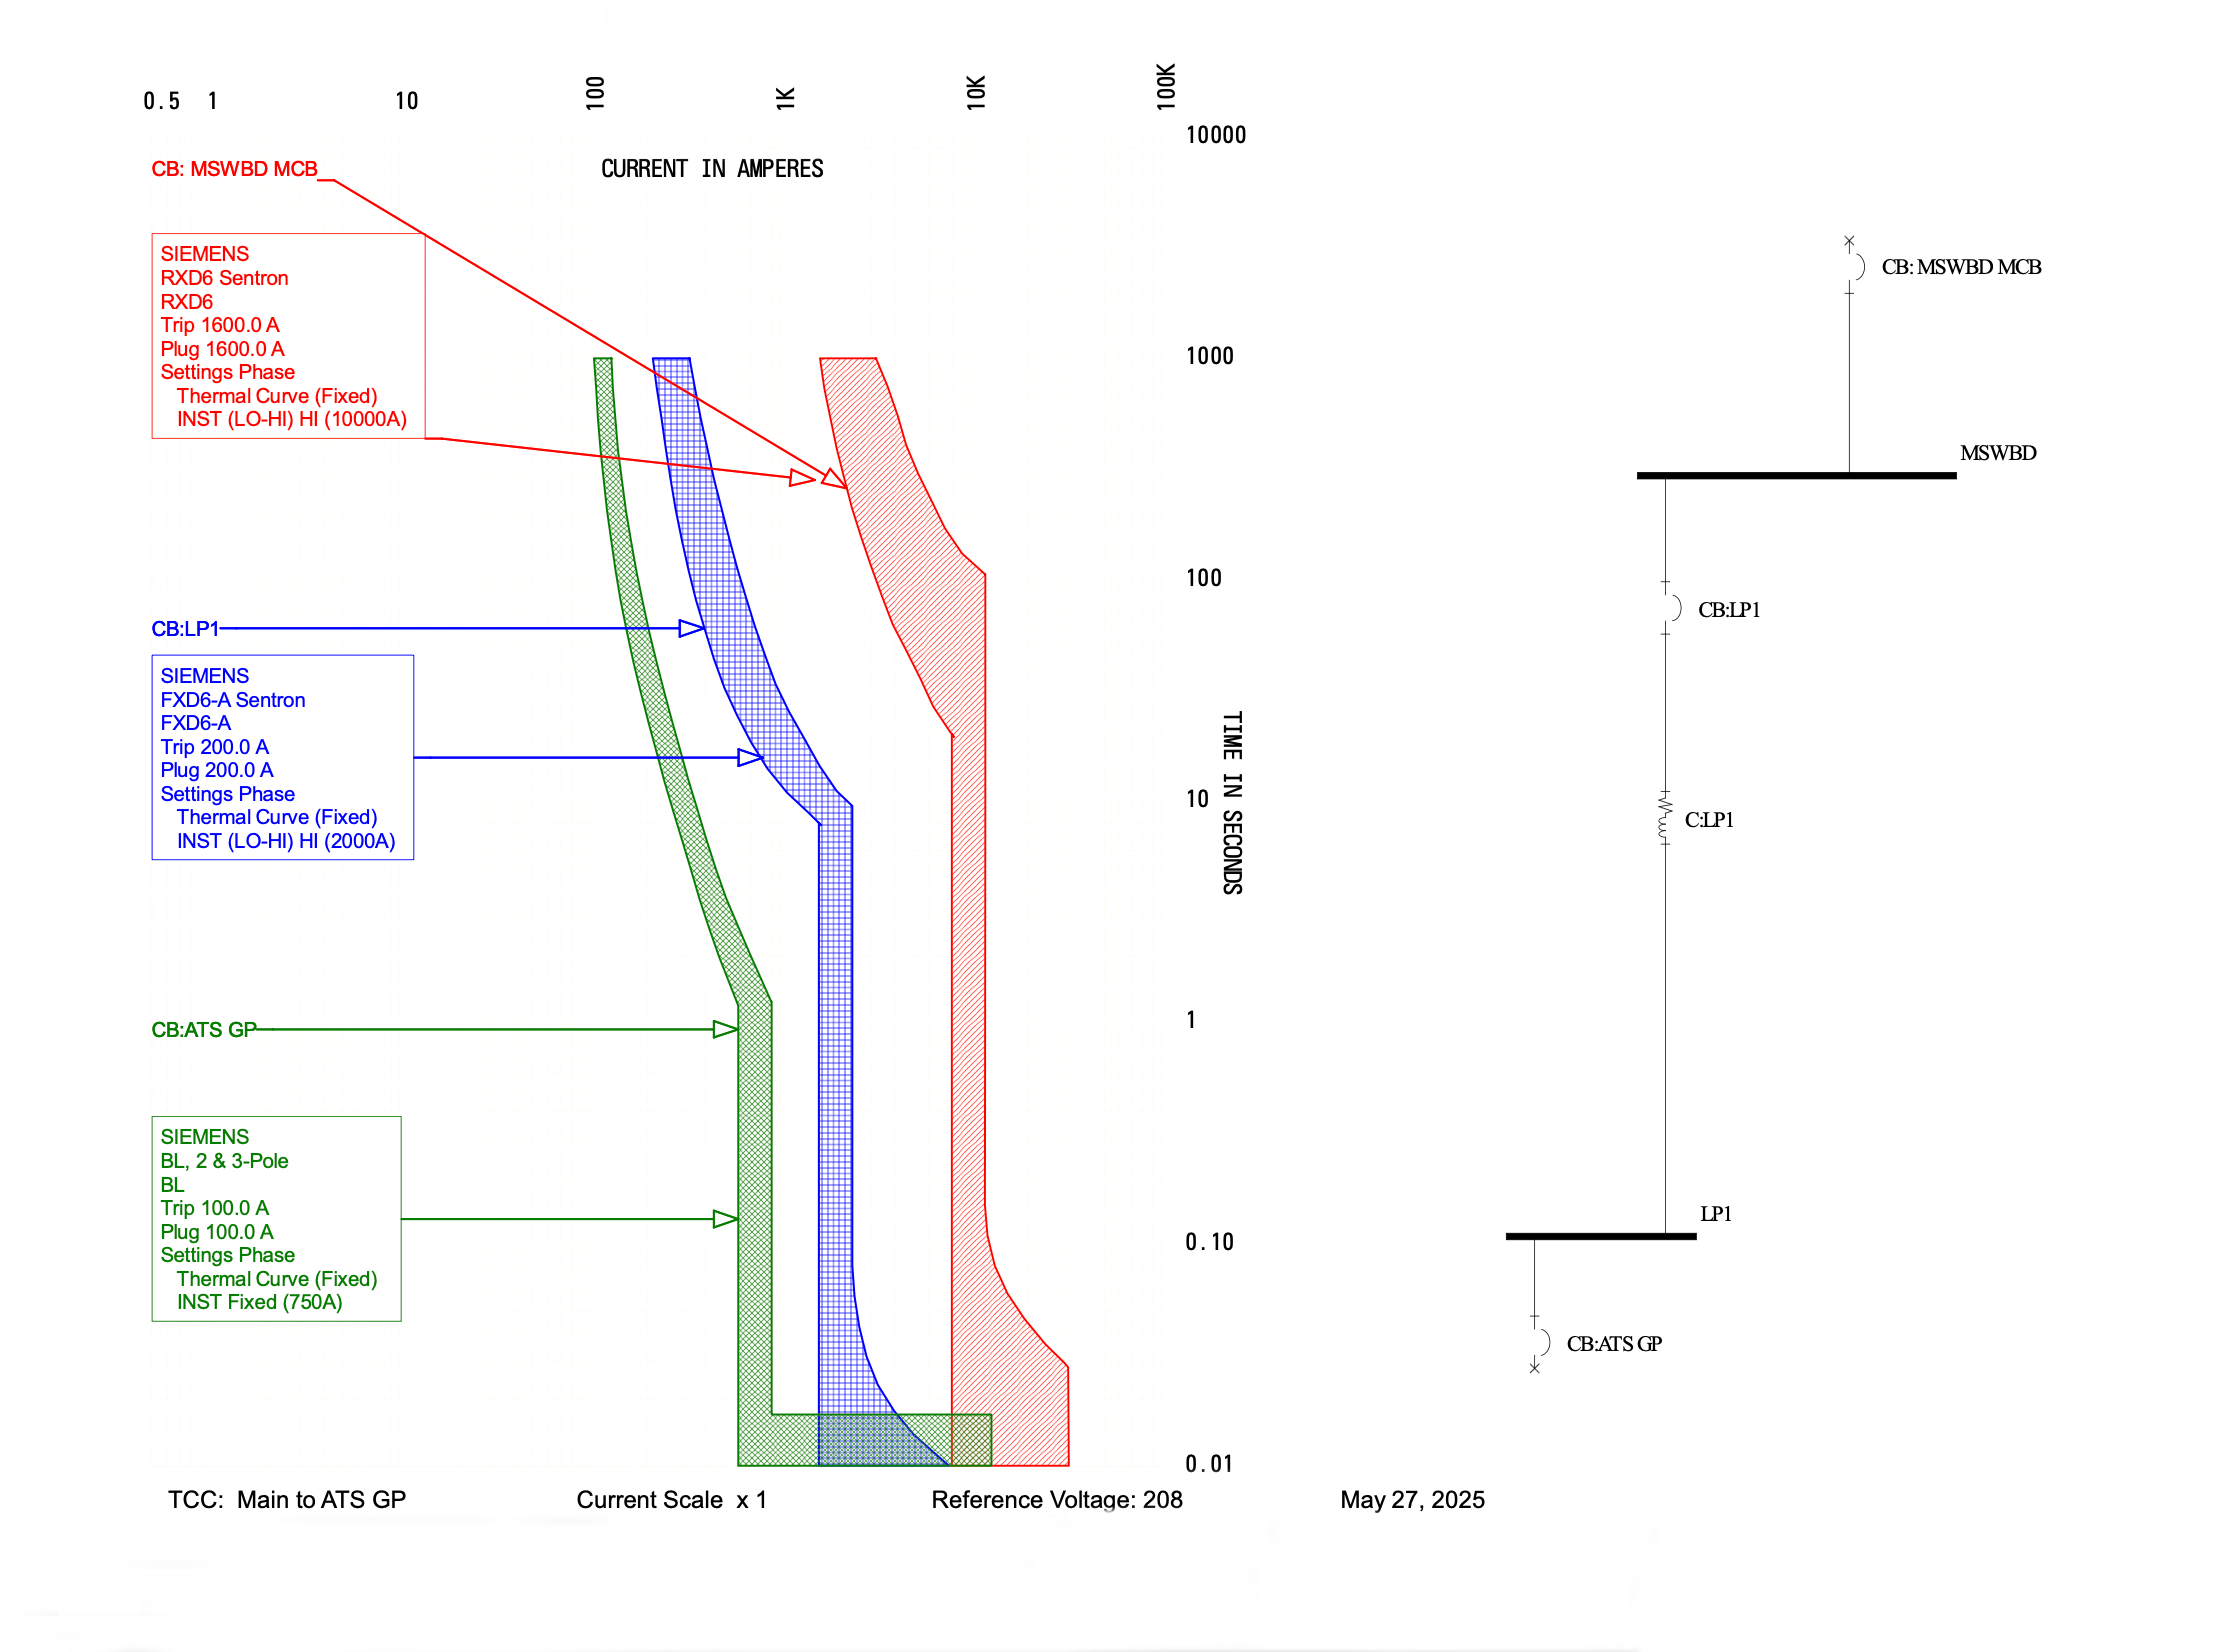 0.5 1 10 100 1K 10K 100K
10000
CURRENT IN AMPERES
CB: MSWBD MCB
SIEMENS
RXD6 Sentron
RXD6
Trip 1600.0 A
Plug 1600.0 A
Settings Phase
Thermal Curve (Fixed)
INST (LO-HI) HI (10000A)
1000
100
CB:LP1
SIEMENS
FXD6-A Sentron
FXD6-A
Trip 200.0 A
Plug 200.0 A
Settings Phase
Thermal Curve (Fixed)
INST (LO-HI) HI (2000A)
10
TIME IN SECONDS
CB:ATS GP
1
SIEMENS
BL, 2 & 3-Pole
BL
Trip 100.0 A
Plug 100.0 A
Settings Phase
Thermal Curve (Fixed)
INST Fixed (750A)
0.10
0.01
CB: MSWBD MCB
MSWBD
CB:LP1
C:LP1
LP1
CB:ATS GP
TCC: Main to ATS GP Current Scale x 1 Reference Voltage: 208 May 27, 2025